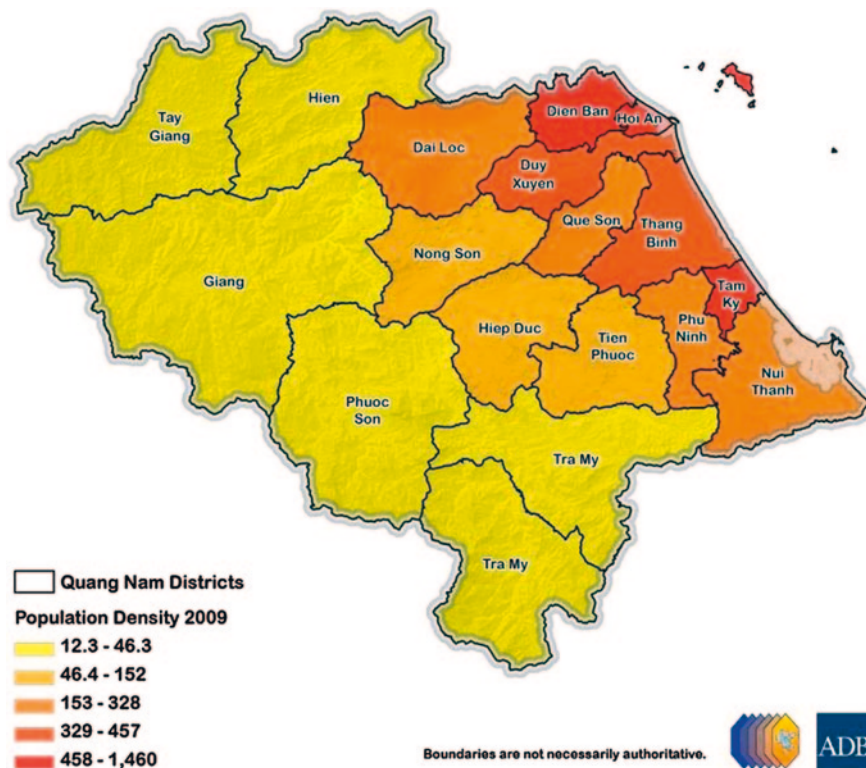 Hien
Tay
Giang
Dien Ban
Hoi An
Dai Loc
Duy
Xuyen
Que Son
Thang
Binh
Nong Son
Giang
Tam
Ky
Hiep Duc
Tien
Phuoc
Phu
Ninh
Nui
Thanh
Phuoc
Son
Tra My
Tra My
Quang Nam Districts
Population Density 2009
12.3 - 46.3
46.4 - 152
153 - 328
329 - 457
458 - 1,460
Boundaries are not necessarily authoritative.
ADB